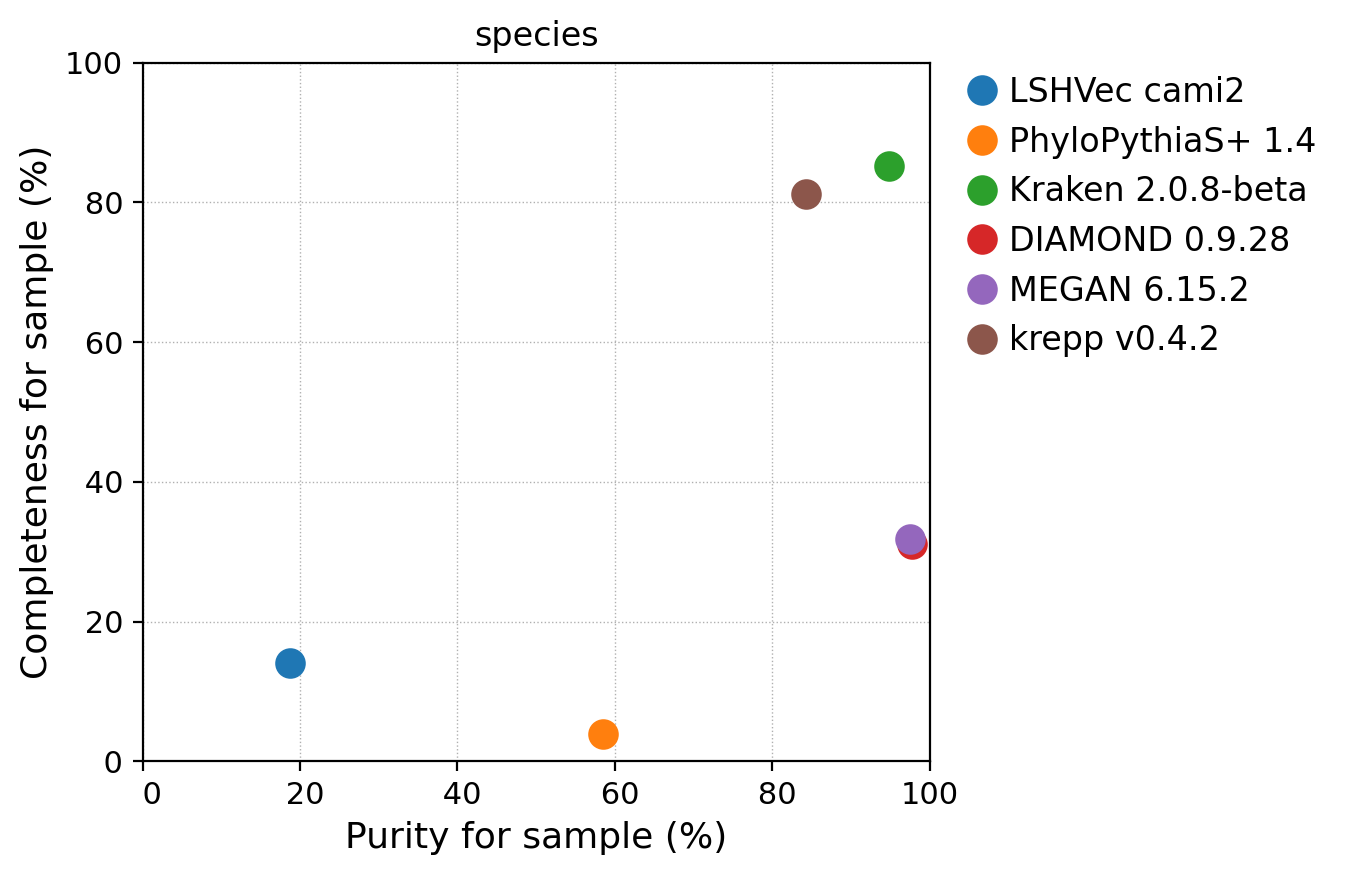 species
100
80
60
40
20
0
Completeness for sample (%)
0 20 40 60 80 100
Purity for sample (%)
LSHVec cami2
PhyloPythiaS+ 1.4
Kraken 2.0.8-beta
DIAMOND 0.9.28
MEGAN 6.15.2
krepp v0.4.2